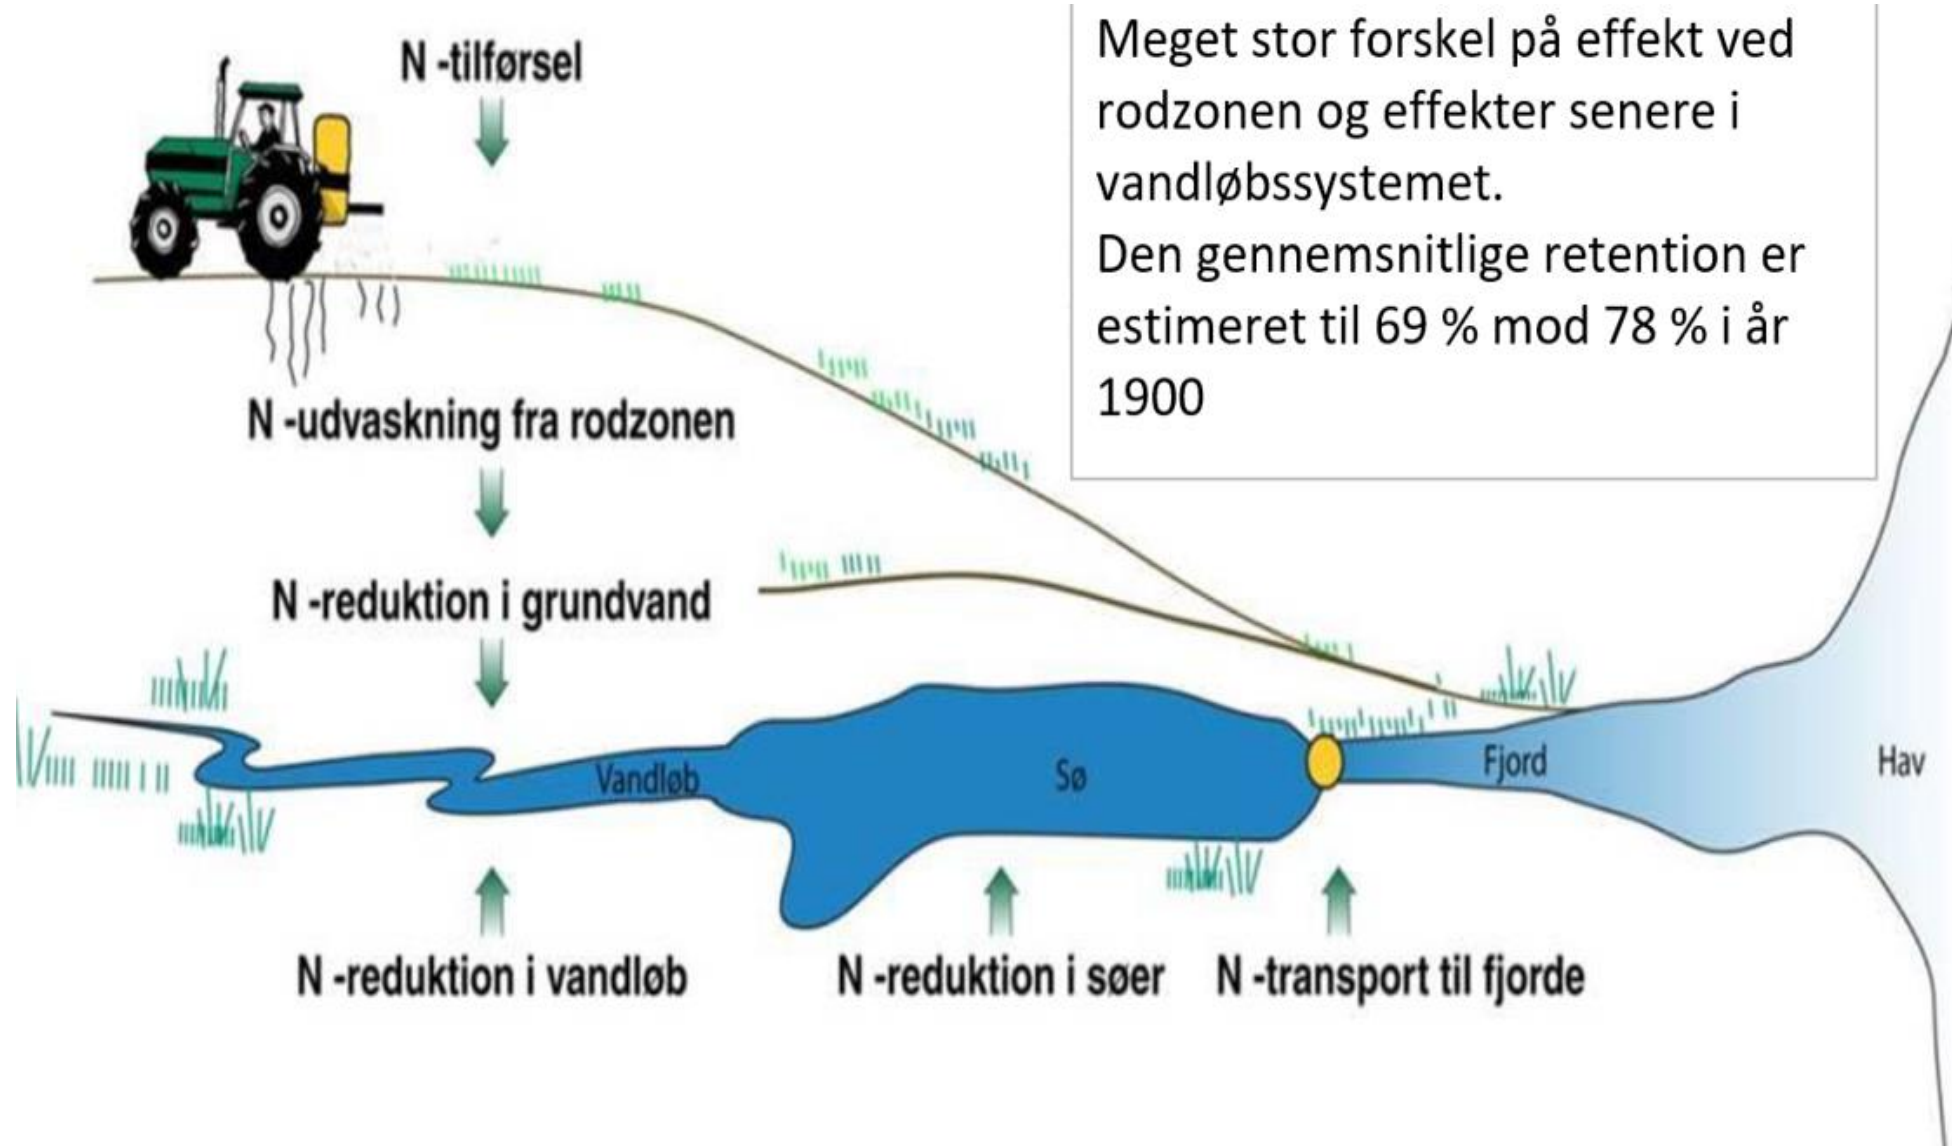 N -tilførsel
Meget stor forskel på effekt ved
rodzonen og effekter senere i
vandløbssystemet.
Den gennemsnitlige retention er
estimeret til 69 % mod 78 % i år
1900
N -udvaskning fra rodzonen
N -reduktion i grundvand
Vandløb
Sø
Fjord
Hav
N -reduktion i vandløb
N -reduktion i søer
N -transport til fjorde